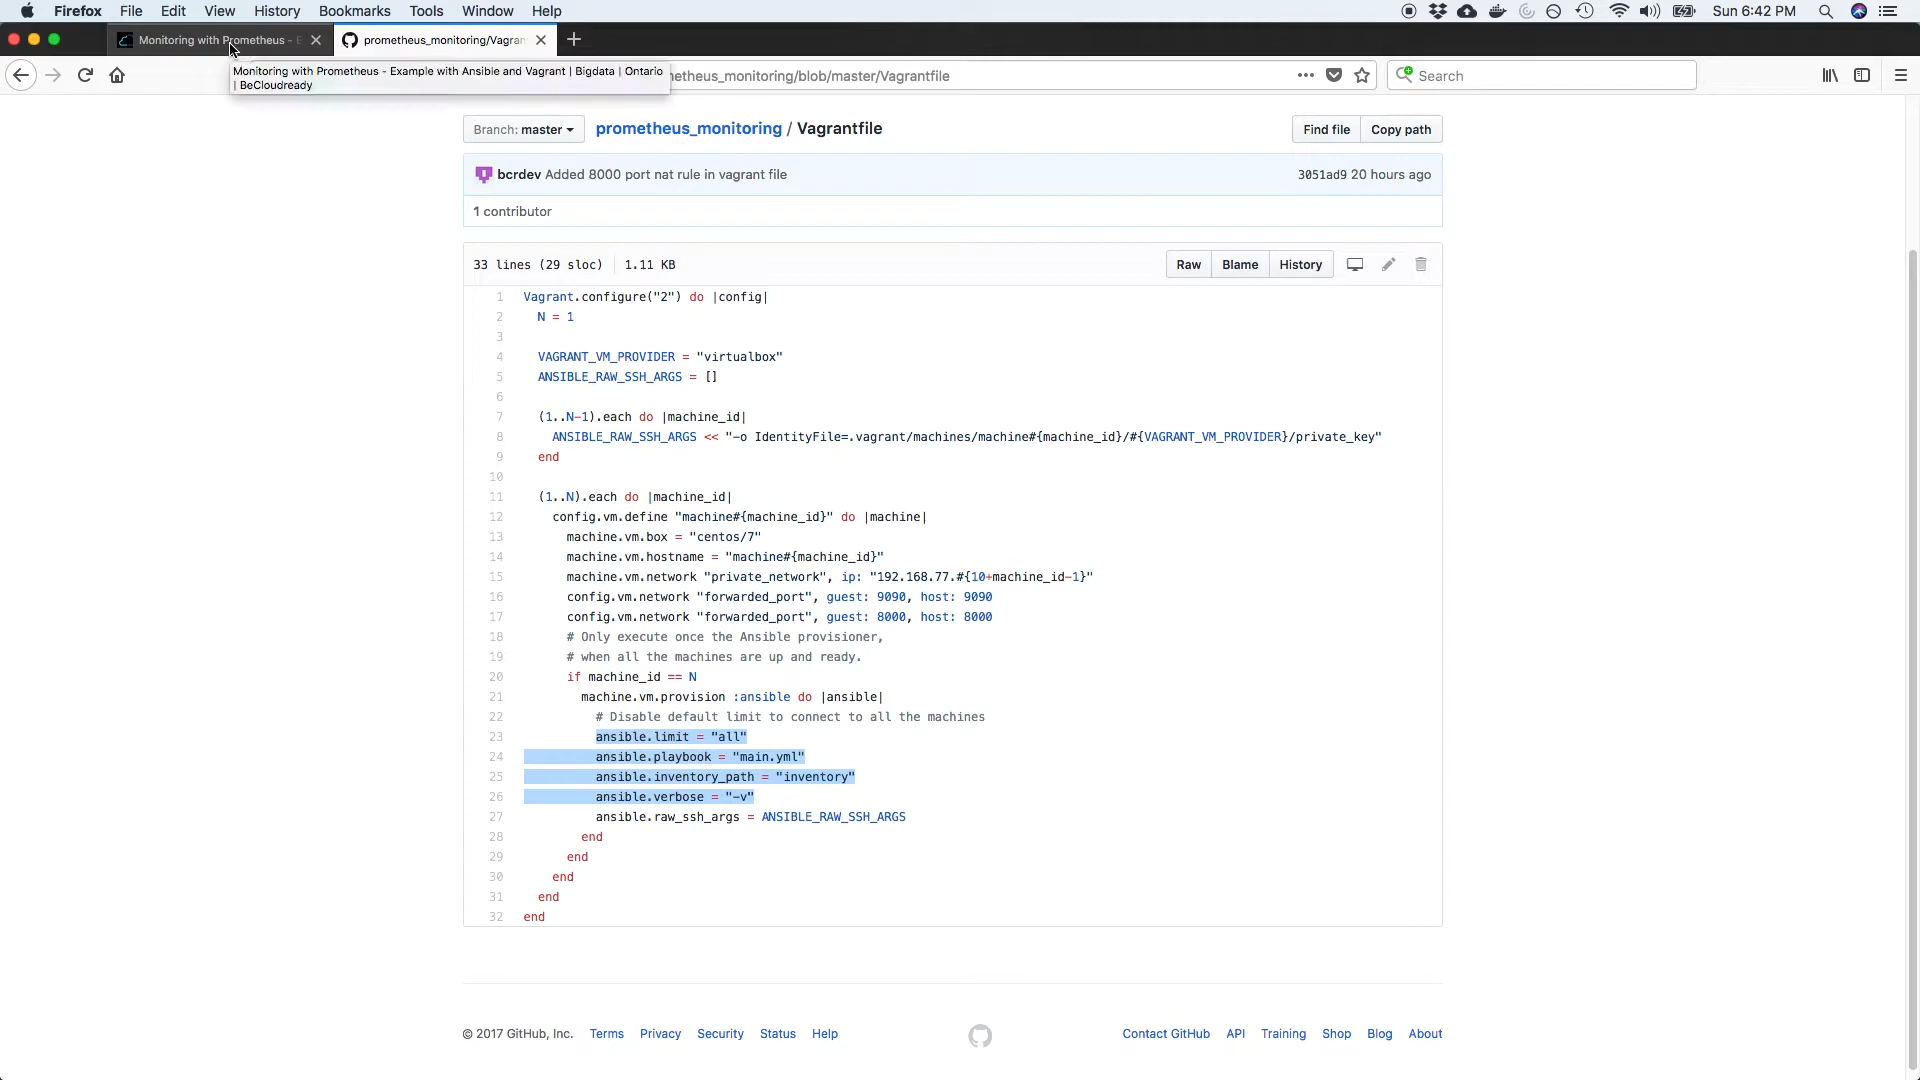 Firefox File Edit View History Bookmarks Tools Window Help Sun 6:42 PM
Monitoring with Prometheus - E
prometheus_monitoring/Vagran
Monitoring with Prometheus - Example with Ansible and Vagrant | Bigdata | Ontario
| BeCloudready
netheus_monitoring/blob/master/Vagrantfile
Search
Branch: master prometheus_monitoring / Vagrantfile Find file Copy path
bcrdev Added 8000 port nat rule in vagrant file 3051ad9 20 hours ago
1 contributor
33 lines (29 sloc) 1.11 KB Raw Blame History
1 Vagrant.configure("2") do |config|
2 N = 1
3
4 VAGRANT_VM_PROVIDER = "virtualbox"
5 ANSIBLE_RAW_SSH_ARGS = []
6
7 (1..N-1).each do |machine_id|
8 ANSIBLE_RAW_SSH_ARGS << "-o IdentityFile=.vagrant/machines/machine#{machine_id}/#{VAGRANT_VM_PROVIDER}/private_key"
9 end
10
11 (1..N).each do |machine_id|
12 config.vm.define "machine#{machine_id}" do |machine|
13 machine.vm.box = "centos/7"
14 machine.vm.hostname = "machine#{machine_id}"
15 machine.vm.network "private_network", ip: "192.168.77.#{10+machine_id-1}"
16 config.vm.network "forwarded_port", guest: 9090, host: 9090
17 config.vm.network "forwarded_port", guest: 8000, host: 8000
18 # Only execute once the Ansible provisioner,
19 # when all the machines are up and ready.
20 if machine_id == N
21 machine.vm.provision :ansible do |ansible|
22 # Disable default limit to connect to all the machines
23 ansible.limit = "all"
24 ansible.playbook = "main.yml"
25 ansible.inventory_path = "inventory"
26 ansible.verbose = "-v"
27 ansible.raw_ssh_args = ANSIBLE_RAW_SSH_ARGS
28 end
29 end
30 end
31 end
32 end
© 2017 GitHub, Inc. Terms Privacy Security Status Help Contact GitHub API Training Shop Blog About